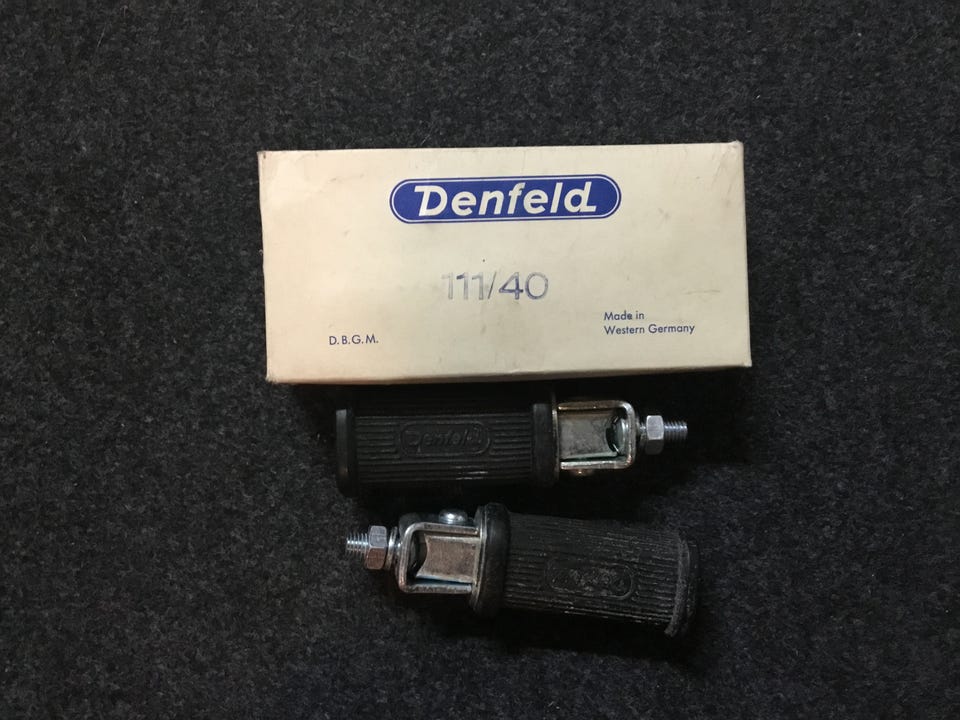 Denfeld
111/40
D.B.G.M.
Made in
Western Germany
Denfeld